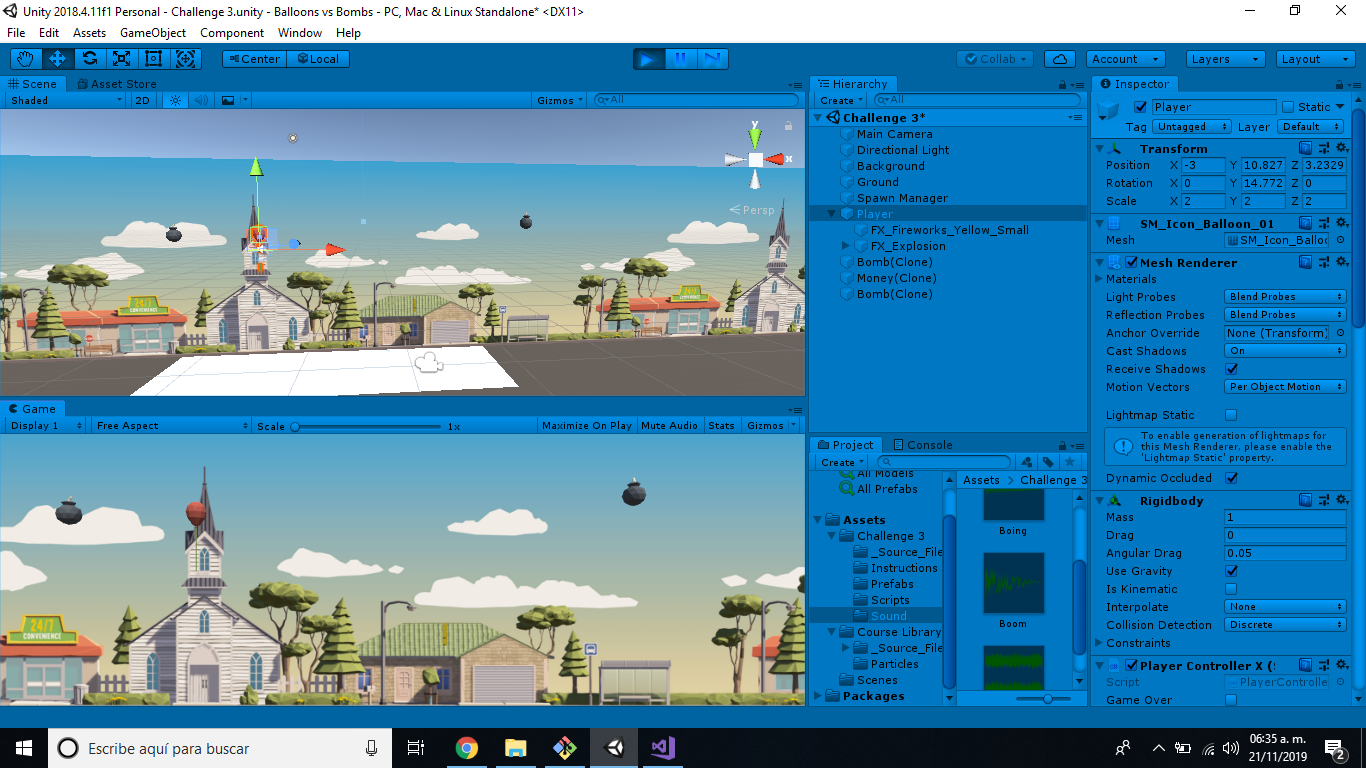 Unity 2018.4.11f1 Personal - Challenge 3.unity - Balloons vs Bombs - PC, Mac & Linux Standalone* <DX11>
File Edit Assets GameObject Component Window Help
Center Local Collab Account Layers Layout
Scene Asset Store
Shaded 2D Gizmos All
y
x
Persp
24/7
CONVENIENCE
24/7
CONVENIENCE
Game
Display 1 Free Aspect Scale 1x Maximize On Play Mute Audio Stats Gizmos
24/7
CONVENIENCE
Hierarchy
Create All
Challenge 3*
Main Camera
Directional Light
Background
Ground
Spawn Manager
Player
FX_Fireworks_Yellow_Small
FX_Explosion
Bomb(Clone)
Money(Clone)
Bomb(Clone)
Project Console
Create
All Models
All Prefabs
Assets
Challenge 3
_Source_File
Instructions
Prefabs
Scripts
Sound
Course Library
_Source_File
Particles
Scenes
Packages
Assets > Challenge 3
Boing
Boom
Inspector
Player Static
Tag Untagged Layer Default
Transform
Position X -3 Y 10.827 Z 3.2329
Rotation X 0 Y 14.772 Z 0
Scale X 2 Y 2 Z 2
SM_Icon_Balloon_01
Mesh SM_Icon_Balloo
Mesh Renderer
Materials
Light Probes Blend Probes
Reflection Probes Blend Probes
Anchor Override None (Transform)
Cast Shadows On
Receive Shadows
Motion Vectors Per Object Motion
Lightmap Static
To enable generation of lightmaps for
this Mesh Renderer, please enable the
'Lightmap Static' property.
Dynamic Occluded
Rigidbody
Mass 1
Drag 0
Angular Drag 0.05
Use Gravity
Is Kinematic
Interpolate None
Collision Detection Discrete
Constraints
Player Controller X (S
Script PlayerControlle
Game Over
Escribe aquí para buscar
06:35 a. m.
21/11/2019
2